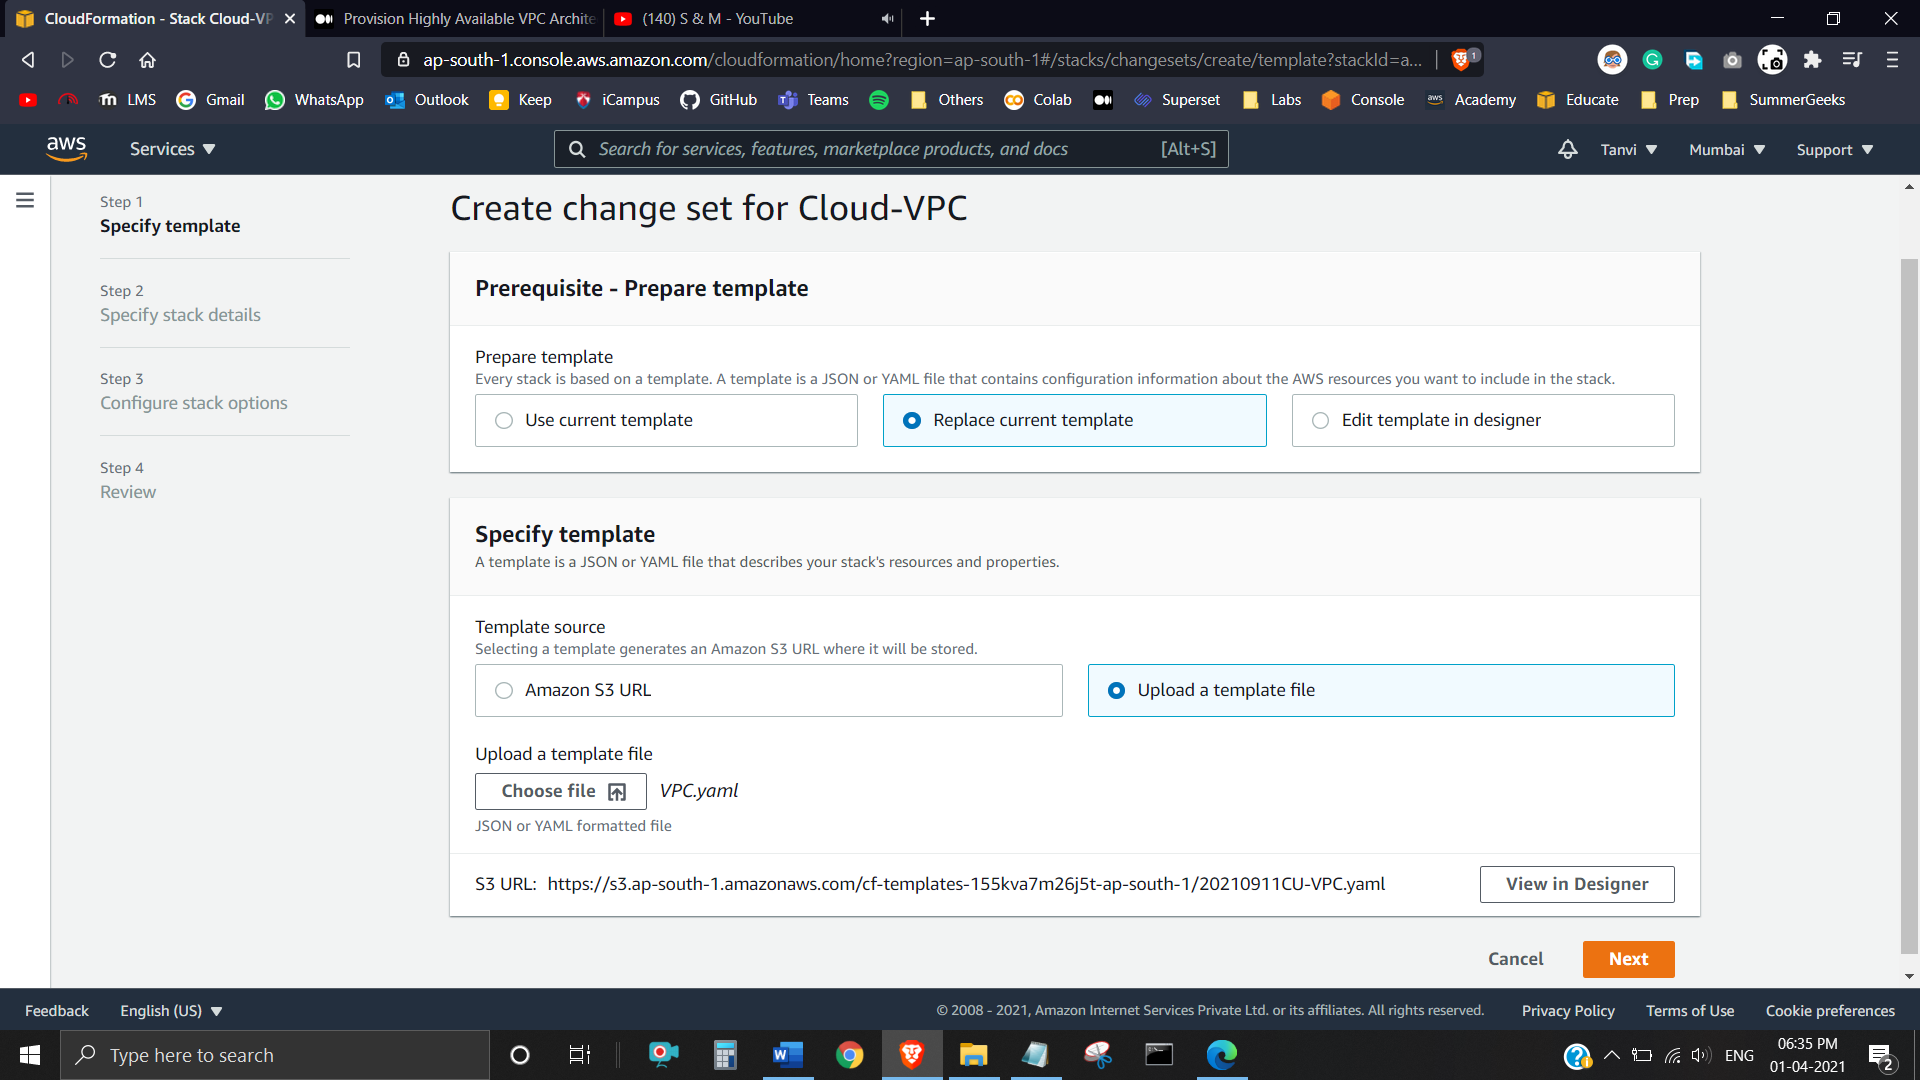 CloudFormation - Stack Cloud-VP
Provision Highly Available VPC Archite
(140) S & M - YouTube
ap-south-1.console.aws.amazon.com/cloudformation/home?region=ap-south-1#/stacks/changesets/create/template?stackId=a...
1
LMS
Gmail
WhatsApp
Outlook
Keep
iCampus
GitHub
Teams
Others
Colab
Superset
Labs
Console
aws
Academy
Educate
Prep
SummerGeeks
aws
Services
Search for services, features, marketplace products, and docs
[Alt+S]
Tanvi
Mumbai
Support
Step 1
Specify template
Step 2
Specify stack details
Step 3
Configure stack options
Step 4
Review
Create change set for Cloud-VPC
Prerequisite - Prepare template
Prepare template
Every stack is based on a template. A template is a JSON or YAML file that contains configuration information about the AWS resources you want to include in the stack.
Use current template
Replace current template
Edit template in designer
Specify template
A template is a JSON or YAML file that describes your stack's resources and properties.
Template source
Selecting a template generates an Amazon S3 URL where it will be stored.
Amazon S3 URL
Upload a template file
Upload a template file
Choose file
VPC.yaml
JSON or YAML formatted file
S3 URL: https://s3.ap-south-1.amazonaws.com/cf-templates-155kva7m26j5t-ap-south-1/20210911CU-VPC.yaml
View in Designer
Cancel
Next
Feedback
English (US)
© 2008 - 2021, Amazon Internet Services Private Ltd. or its affiliates. All rights reserved.
Privacy Policy
Terms of Use
Cookie preferences
Type here to search
ENG
06:35 PM
01-04-2021
2